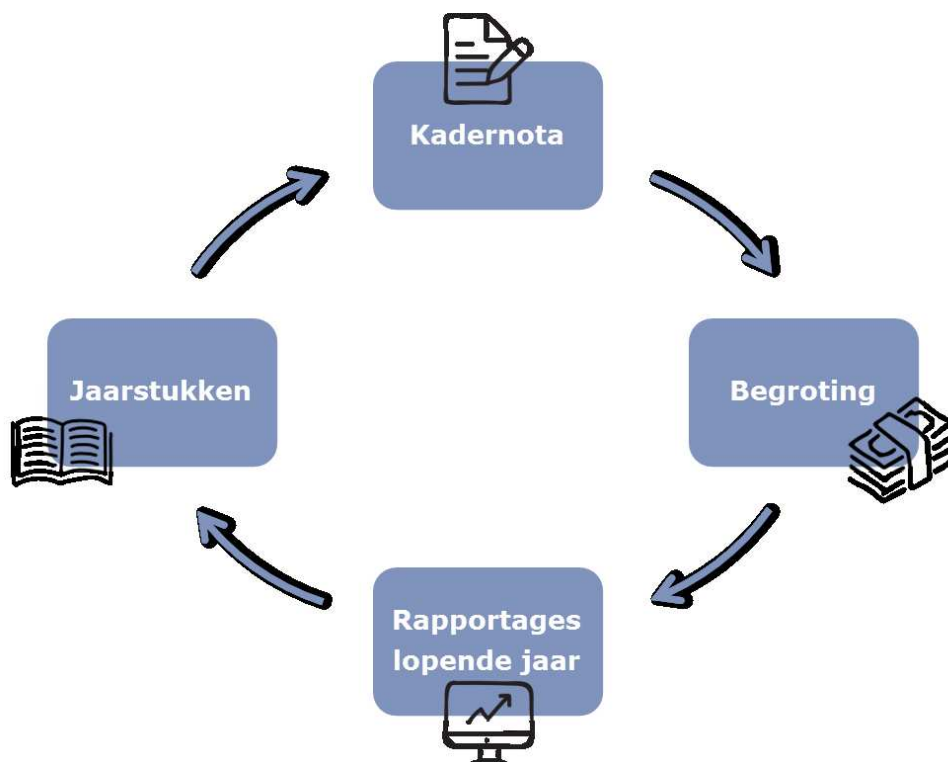 Kadernota
Jaarstukken
Begroting
Rapportages
lopende jaar